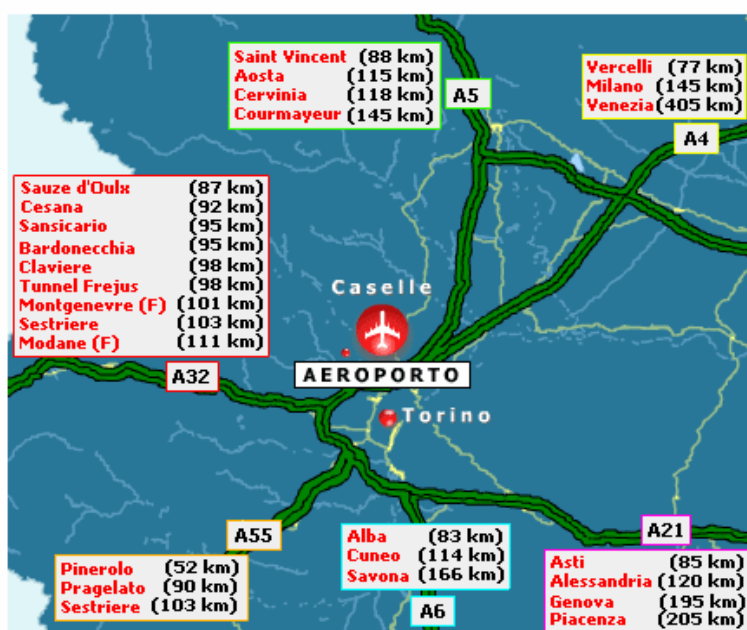 Saint Vincent (88 km)
Aosta (115 km)
Cervinia (118 km)
Courmayeur (145 km)
A5
Vercelli (77 km)
Milano (145 km)
Venezia (405 km)
A4
Sauze d'Oulx (87 km)
Cesana (92 km)
Sansicario (95 km)
Bardonecchia (95 km)
Claviere (98 km)
Tunnel Frejus (98 km)
Montgenevre (F) (101 km)
Sestriere (103 km)
Modane (F) (111 km)
A32
Caselle
AEROPORTO
Torino
A55
Pinerolo (52 km)
Pragelato (90 km)
Sestriere (103 km)
Alba (83 km)
Cuneo (114 km)
Savona (166 km)
A6
A21
Asti (85 km)
Alessandria (120 km)
Genova (195 km)
Piacenza (205 km)